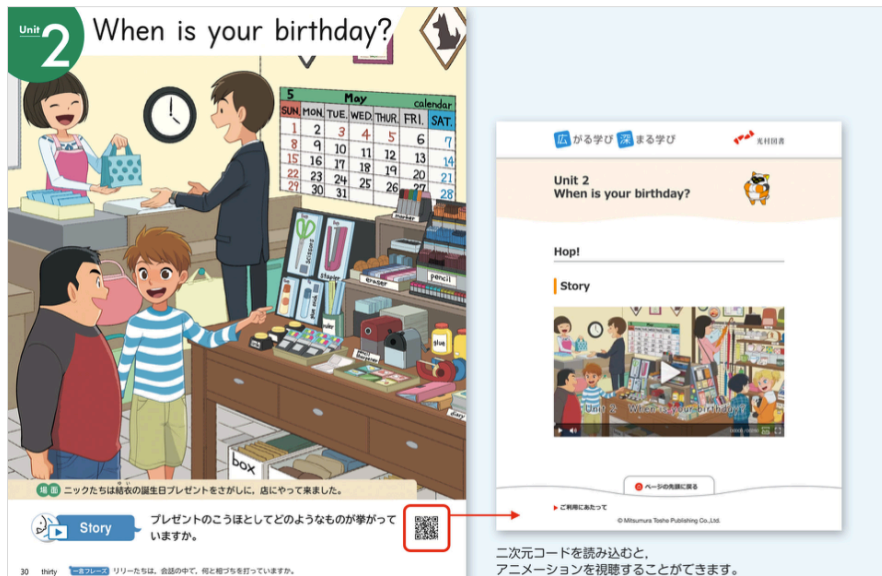 Unit 2 When is your birthday?
5 May calendar
SUN. MON. TUE. WED. THUR. FRI. SAT.
1 2 3 4 5 6 7
8 9 10 11 12 13 14
15 16 17 18 19 20 21
22 23 24 25 26 27 28
29 30 31
marker
scissors
stapler
pencil
eraser
glue stick
ruler
glue
pencil sharpener
diary
box
場面 ニックたちは結衣の誕生日プレゼントをさがしに，店にやって来ました。
Story
プレゼントのこうほとしてどのようなものが挙がって
いますか。
30 thirty 一言フレーズ リリーたちは，会話の中で，何と相づちを打っていますか。
広がる学び 深まる学び
光村図書
Unit 2
When is your birthday?
Hop!
Story
Unit 2 When is your birthday?
ページの先頭に戻る
ご利用にあたって
© Mitsumura Tosho Publishing Co.,Ltd.
二次元コードを読み込むと，
アニメーションを視聴することができます。